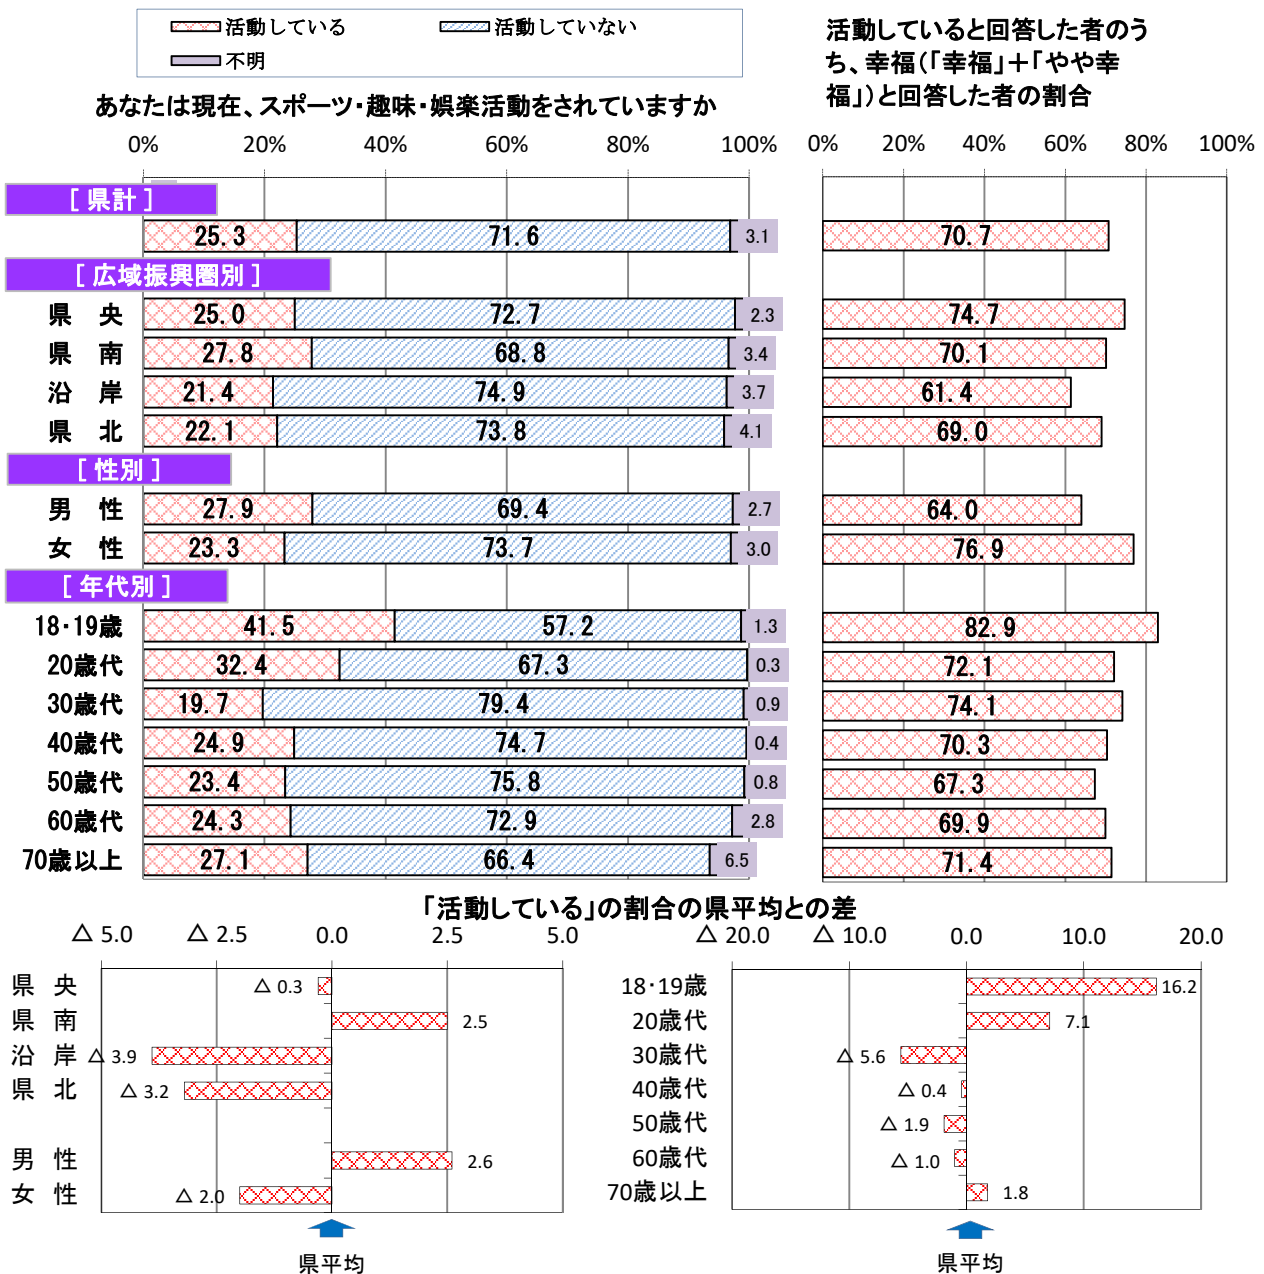 活動している 活動していない
不明
あなたは現在、スポーツ・趣味・娯楽活動をされていますか
活動していると回答した者のう
ち、幸福(「幸福」+「やや幸
福」)と回答した者の割合
0% 20% 40% 60% 80% 100% 0% 20% 40% 60% 80% 100%
[ 県計 ]
25.3 71.6 3.1 70.7
[ 広域振興圏別 ]
県 央 25.0 72.7 2.3 74.7
県 南 27.8 68.8 3.4 70.1
沿 岸 21.4 74.9 3.7 61.4
県 北 22.1 73.8 4.1 69.0
[ 性別 ]
男 性 27.9 69.4 2.7 64.0
女 性 23.3 73.7 3.0 76.9
[ 年代別 ]
18・19歳 41.5 57.2 1.3 82.9
20歳代 32.4 67.3 0.3 72.1
30歳代 19.7 79.4 0.9 74.1
40歳代 24.9 74.7 0.4 70.3
50歳代 23.4 75.8 0.8 67.3
60歳代 24.3 72.9 2.8 69.9
70歳以上 27.1 66.4 6.5 71.4
「活動している」の割合の県平均との差
△ 5.0 △ 2.5 0.0 2.5 5.0
県 央 △ 0.3
県 南 2.5
沿 岸 △ 3.9
県 北 △ 3.2
男 性 2.6
女 性 △ 2.0
県平均
△ 20.0 △ 10.0 0.0 10.0 20.0
18・19歳 16.2
20歳代 7.1
30歳代 △ 5.6
40歳代 △ 0.4
50歳代 △ 1.9
60歳代 △ 1.0
70歳以上 1.8
県平均